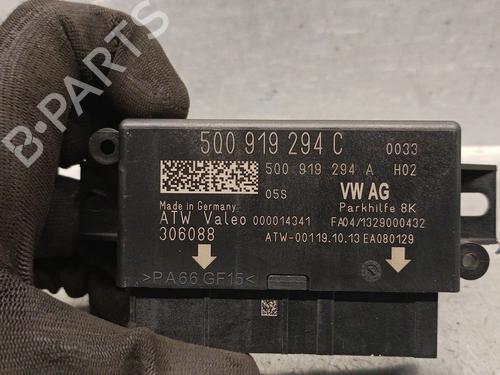 B-PARTS
5Q0 919 294 C 0033
5Q0 919 294 A H02
05S VW AG
Made in Germany Parkhilfe 8K
ATW Valeo 000014341 FA04/1329000432
306088 ATW-00119.10.13 EA080129
>PA66 GF15<